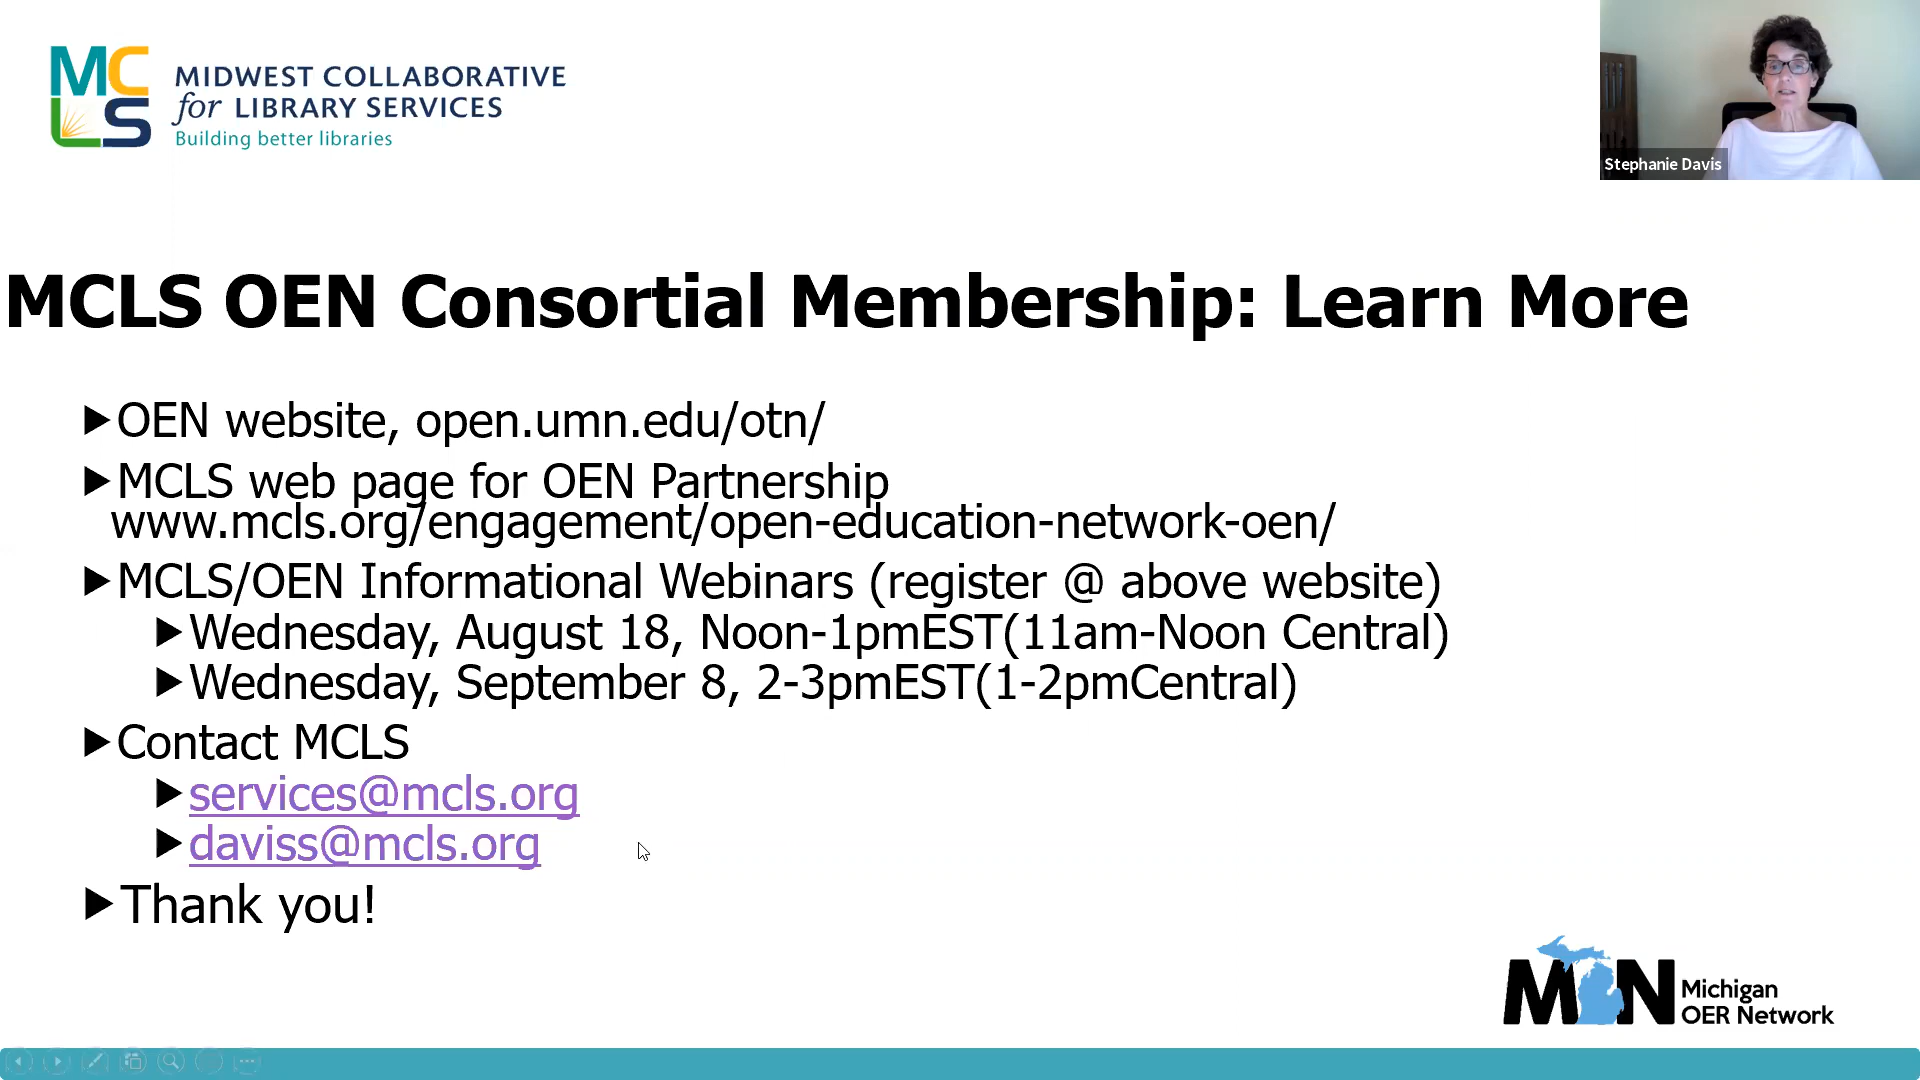 MCLS
MIDWEST COLLABORATIVE
for LIBRARY SERVICES
Building better libraries
Stephanie Davis
MCLS OEN Consortial Membership: Learn More
OEN website, open.umn.edu/otn/
MCLS web page for OEN Partnership
www.mcls.org/engagement/open-education-network-oen/
MCLS/OEN Informational Webinars (register @ above website)
Wednesday, August 18, Noon-1pmEST(11am-Noon Central)
Wednesday, September 8, 2-3pmEST(1-2pmCentral)
Contact MCLS
services@mcls.org
daviss@mcls.org
Thank you!
MON
Michigan
OER Network